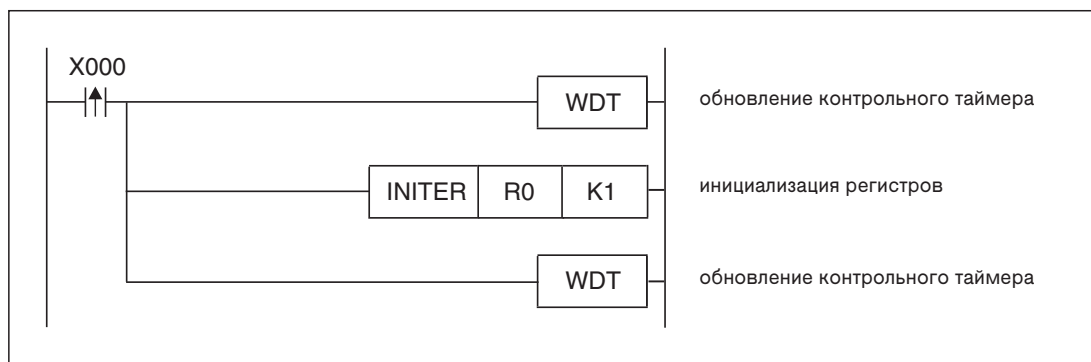 X000
WDT
обновление контрольного таймера
INITER R0 K1
инициализация регистров
WDT
обновление контрольного таймера